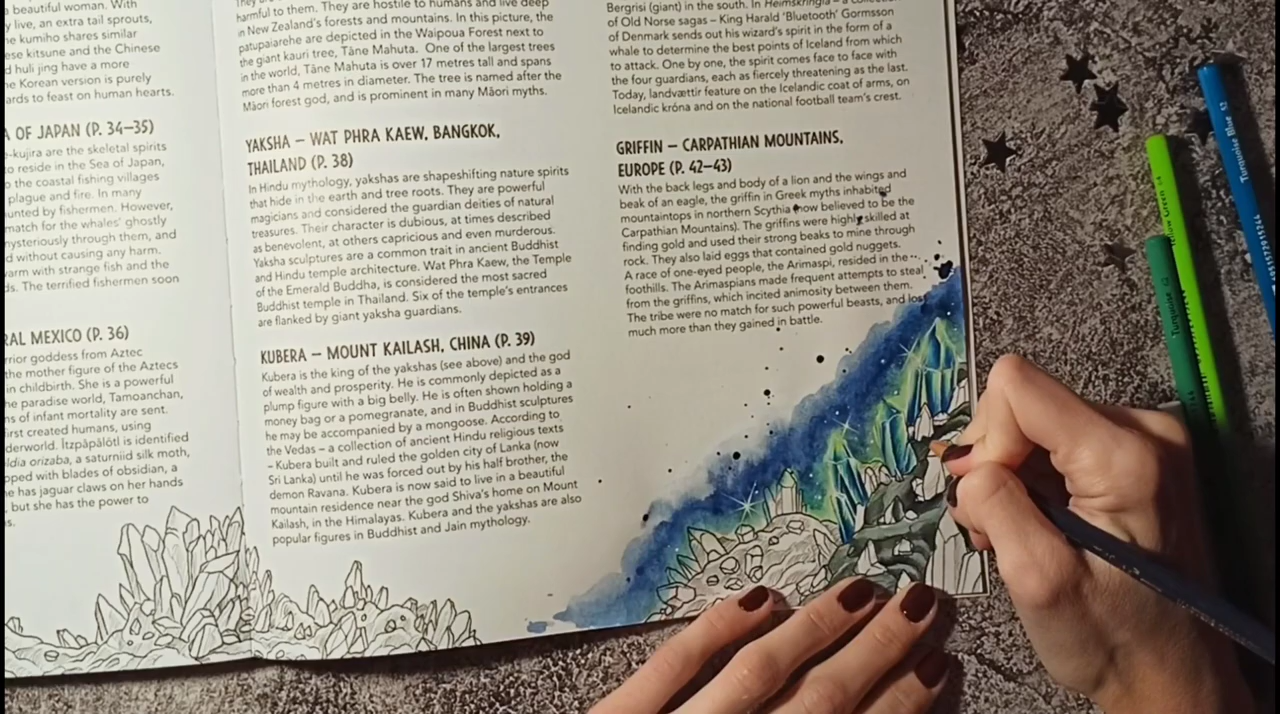 a beautiful woman. With
y live, an extra tail sprouts,
e kumiho shares similar
ese kitsune and the Chinese
d huli jing have a more
he Korean version is purely
ards to feast on human hearts.
A OF JAPAN (P. 34–35)
e-kujira are the skeletal spirits
to reside in the Sea of Japan,
o the coastal fishing villages
plague and fire. In many
unted by fishermen. However,
match for the whales' ghostly
mysteriously through them, and
d without causing any harm.
warm with strange fish and the
ds. The terrified fishermen soon
RAL MEXICO (P. 36)
rrior goddess from Aztec
the mother figure of the Aztecs
in childbirth. She is a powerful
he paradise world, Tamoanchan,
ms of infant mortality are sent.
first created humans, using
derworld. Ītzpāpālōtl is identified
ldia orizaba, a saturniid silk moth,
pped with blades of obsidian, a
he has jaguar claws on her hands
, but she has the power to
s.
harmful to them. They are hostile to humans and live deep
in New Zealand's forests and mountains. In this picture, the
patupaiarehe are depicted in the Waipoua Forest next to
the giant kauri tree, Tāne Mahuta. One of the largest trees
in the world, Tāne Mahuta is over 17 metres tall and spans
more than 4 metres in diameter. The tree is named after the
Māori forest god, and is prominent in many Māori myths.
YAKSHA – WAT PHRA KAEW, BANGKOK,
THAILAND (P. 38)
In Hindu mythology, yakshas are shapeshifting nature spirits
that hide in the earth and tree roots. They are powerful
magicians and considered the guardian deities of natural
treasures. Their character is dubious, at times described
as benevolent, at others capricious and even murderous.
Yaksha sculptures are a common trait in ancient Buddhist
and Hindu temple architecture. Wat Phra Kaew, the Temple
of the Emerald Buddha, is considered the most sacred
Buddhist temple in Thailand. Six of the temple's entrances
are flanked by giant yaksha guardians.
KUBERA – MOUNT KAILASH, CHINA (P. 39)
Kubera is the king of the yakshas (see above) and the god
of wealth and prosperity. He is commonly depicted as a
plump figure with a big belly. He is often shown holding a
money bag or a pomegranate, and in Buddhist sculptures
he may be accompanied by a mongoose. According to
the Vedas – a collection of ancient Hindu religious texts
– Kubera built and ruled the golden city of Lanka (now
Sri Lanka) until he was forced out by his half brother, the
demon Ravana. Kubera is now said to live in a beautiful
mountain residence near the god Shiva's home on Mount
Kailash, in the Himalayas. Kubera and the yakshas are also
popular figures in Buddhist and Jain mythology.
Bergrisi (giant) in the south. In Heimskringla – a collection
of Old Norse sagas – King Harald 'Bluetooth' Gormsson
of Denmark sends out his wizard's spirit in the form of a
whale to determine the best points of Iceland from which
to attack. One by one, the spirit comes face to face with
the four guardians, each as fiercely threatening as the last.
Today, landvættir feature on the Icelandic coat of arms, on
Icelandic króna and on the national football team's crest.
GRIFFIN – CARPATHIAN MOUNTAINS,
EUROPE (P. 42–43)
With the back legs and body of a lion and the wings and
beak of an eagle, the griffin in Greek myths inhabited
mountaintops in northern Scythia (now believed to be the
Carpathian Mountains). The griffins were highly skilled at
finding gold and used their strong beaks to mine through
rock. They also laid eggs that contained gold nuggets.
A race of one-eyed people, the Arimaspi, resided in the
foothills. The Arimaspians made frequent attempts to steal
from the griffins, which incited animosity between them.
The tribe were no match for such powerful beasts, and lost
much more than they gained in battle.
Turquoise Blue
Yellow Green
Turquoise